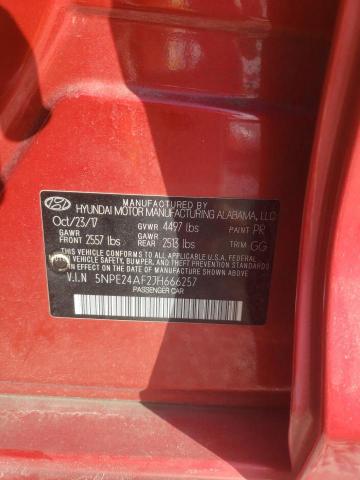 MANUFACTURED BY
HYUNDAI MOTOR MANUFACTURING ALABAMA, LLC
Oct/23/17 GVWR 4497 lbs PAINT PR
GAWR FRONT 2557 lbs GAWR REAR 2513 lbs TRIM GG
THIS VEHICLE CONFORMS TO ALL APPLICABLE U.S.A. FEDERAL
VEHICLE SAFETY, BUMPER, AND THEFT PREVENTION STANDARDS
IN EFFECT ON THE DATE OF MANUFACTURE SHOWN ABOVE.
V.I.N 5NPE24AF2JH666257
PASSENGER CAR